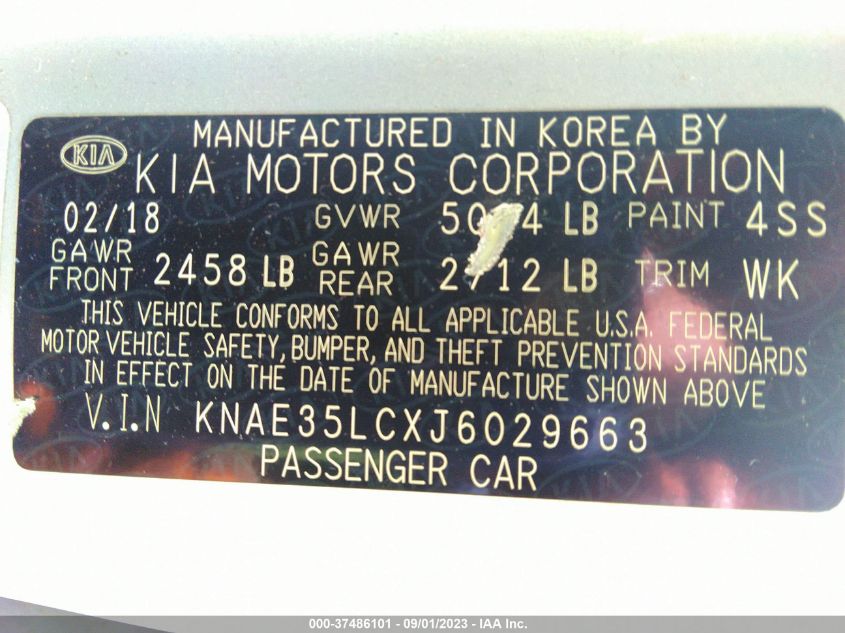 MANUFACTURED IN KOREA BY
KIA KIA MOTORS CORPORATION
02/18 GVWR LB PAINT 4SS
GAWR FRONT 2458 LB GAWR REAR LB TRIM WK
THIS VEHICLE CONFORMS TO ALL APPLICABLE U.S.A. FEDERAL
MOTOR VEHICLE SAFETY, BUMPER, AND THEFT PREVENTION STANDARDS
IN EFFECT ON THE DATE OF MANUFACTURE SHOWN ABOVE
V.I.N KNAE35LCXJ6029663
PASSENGER CAR
000-37486101 - 09/01/2023 - IAA Inc.